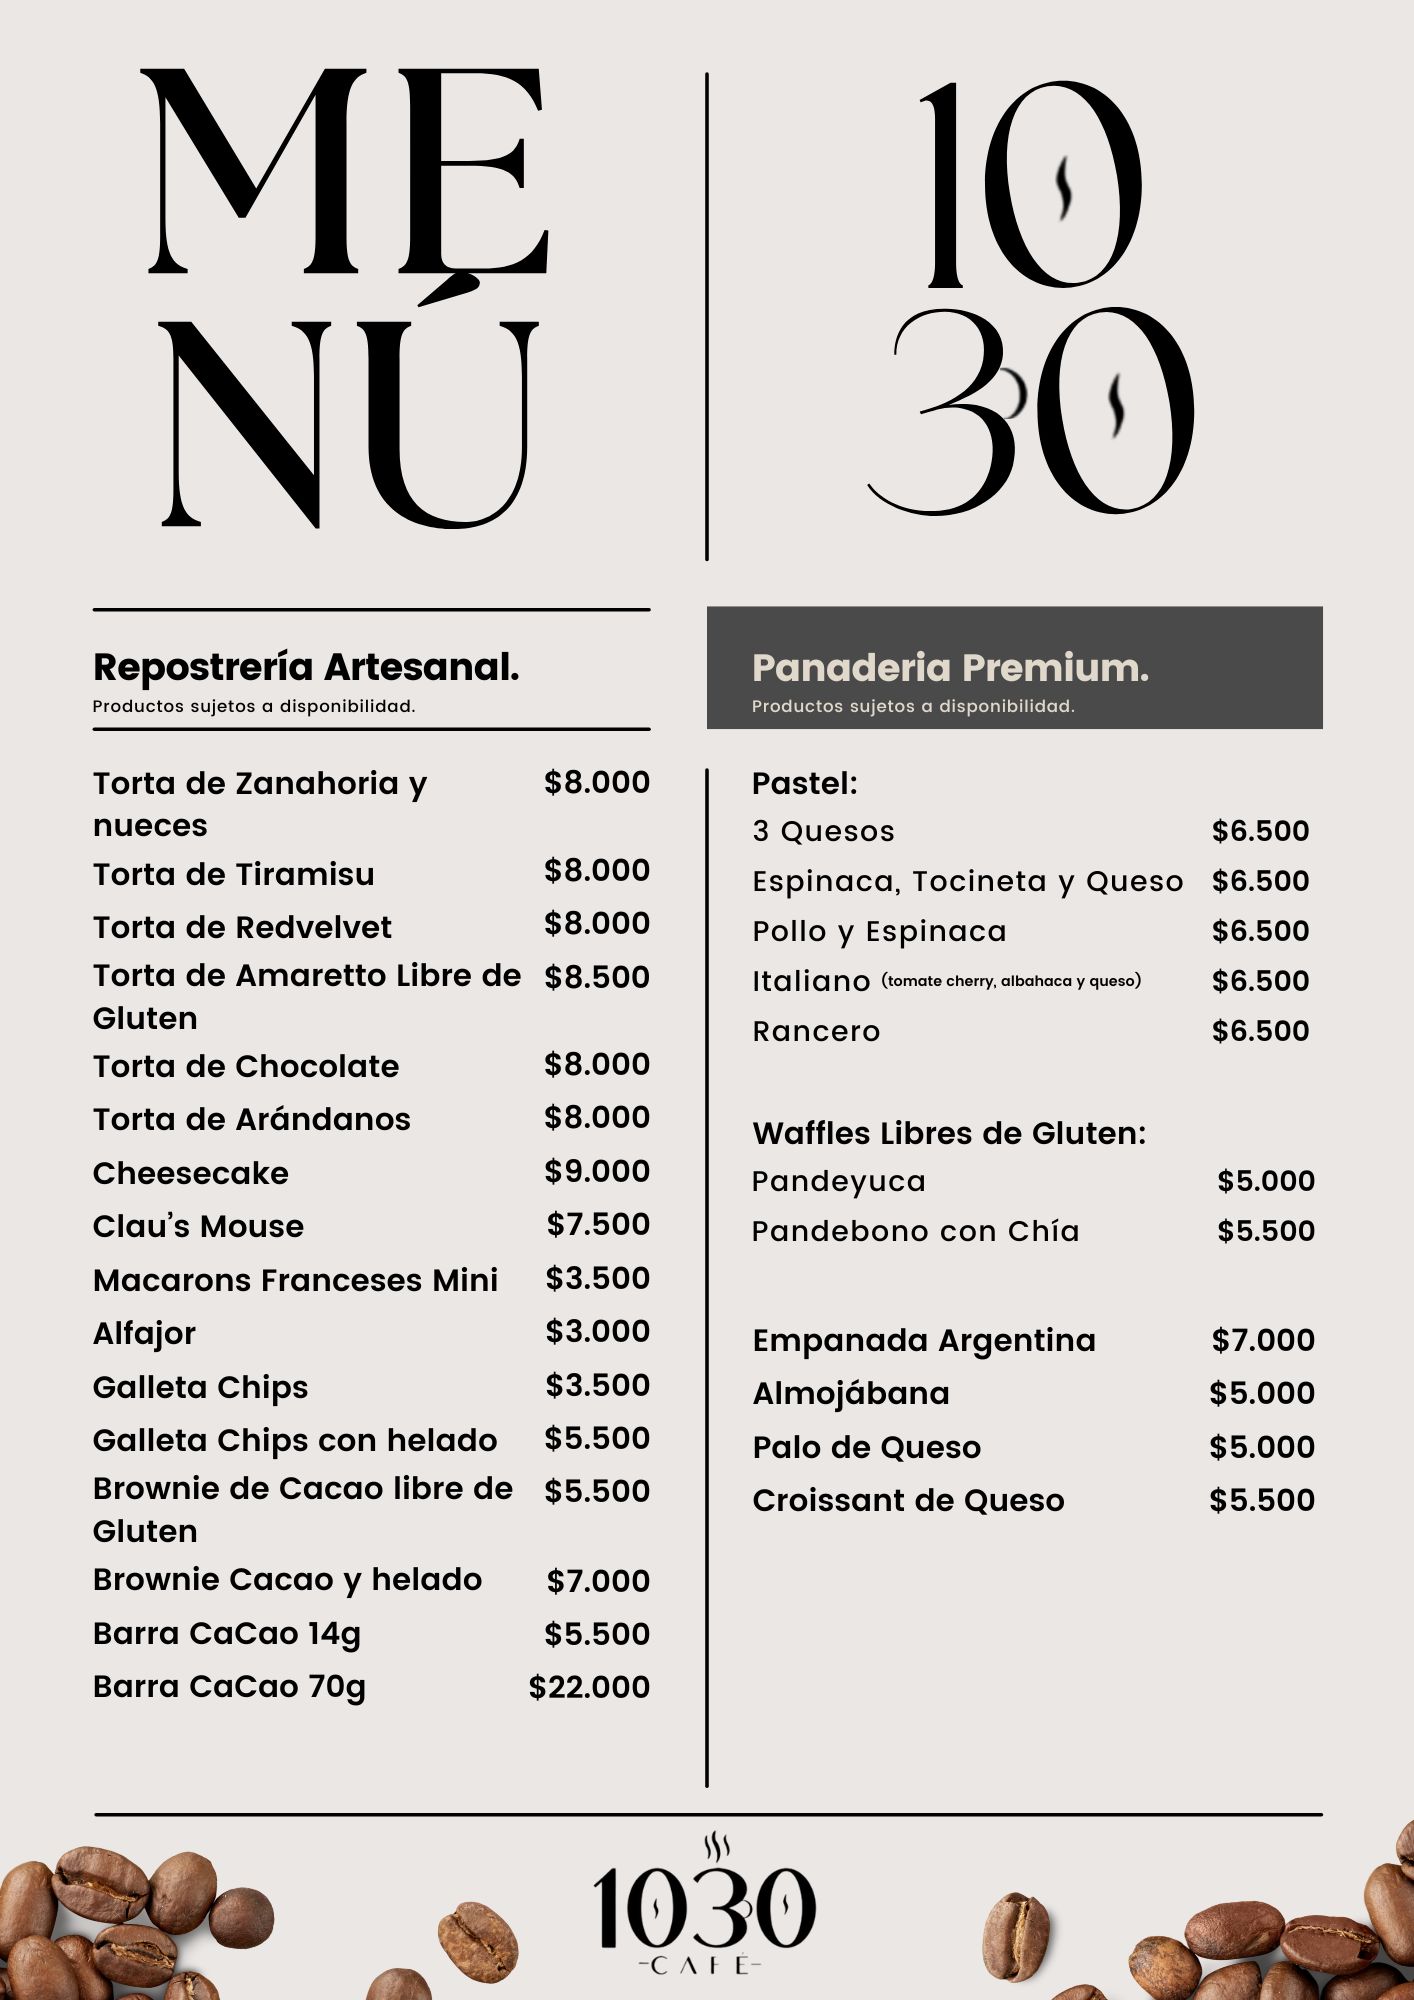 ME
NÚ
10
30
Repostrería Artesanal.
Productos sujetos a disponibilidad.
Torta de Zanahoria y $8.000
nueces
Torta de Tiramisu $8.000
Torta de Redvelvet $8.000
Torta de Amaretto Libre de $8.500
Gluten
Torta de Chocolate $8.000
Torta de Arándanos $8.000
Cheesecake $9.000
Clau’s Mouse $7.500
Macarons Franceses Mini $3.500
Alfajor $3.000
Galleta Chips $3.500
Galleta Chips con helado $5.500
Brownie de Cacao libre de $5.500
Gluten
Brownie Cacao y helado $7.000
Barra CaCao 14g $5.500
Barra CaCao 70g $22.000
Panaderia Premium.
Productos sujetos a disponibilidad.
Pastel:
3 Quesos $6.500
Espinaca, Tocineta y Queso $6.500
Pollo y Espinaca $6.500
Italiano (tomate cherry, albahaca y queso) $6.500
Rancero $6.500
Waffles Libres de Gluten:
Pandeyuca $5.000
Pandebono con Chía $5.500
Empanada Argentina $7.000
Almojábana $5.000
Palo de Queso $5.000
Croissant de Queso $5.500
1030
-CAFÉ-